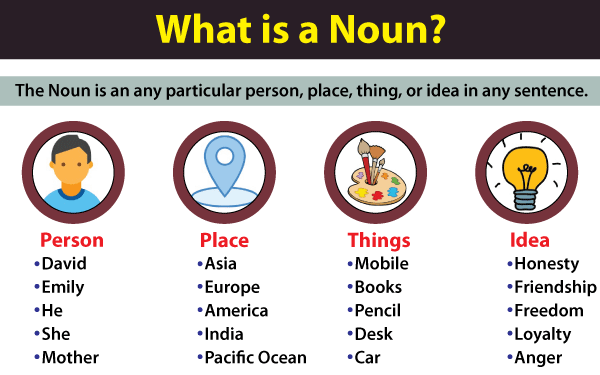 What is a Noun?
The Noun is an any particular person, place, thing, or idea in any sentence.
Person
•David
•Emily
•He
•She
•Mother
Place
•Asia
•Europe
•America
•India
•Pacific Ocean
Things
•Mobile
•Books
•Pencil
•Desk
•Car
Idea
•Honesty
•Friendship
•Freedom
•Loyalty
•Anger